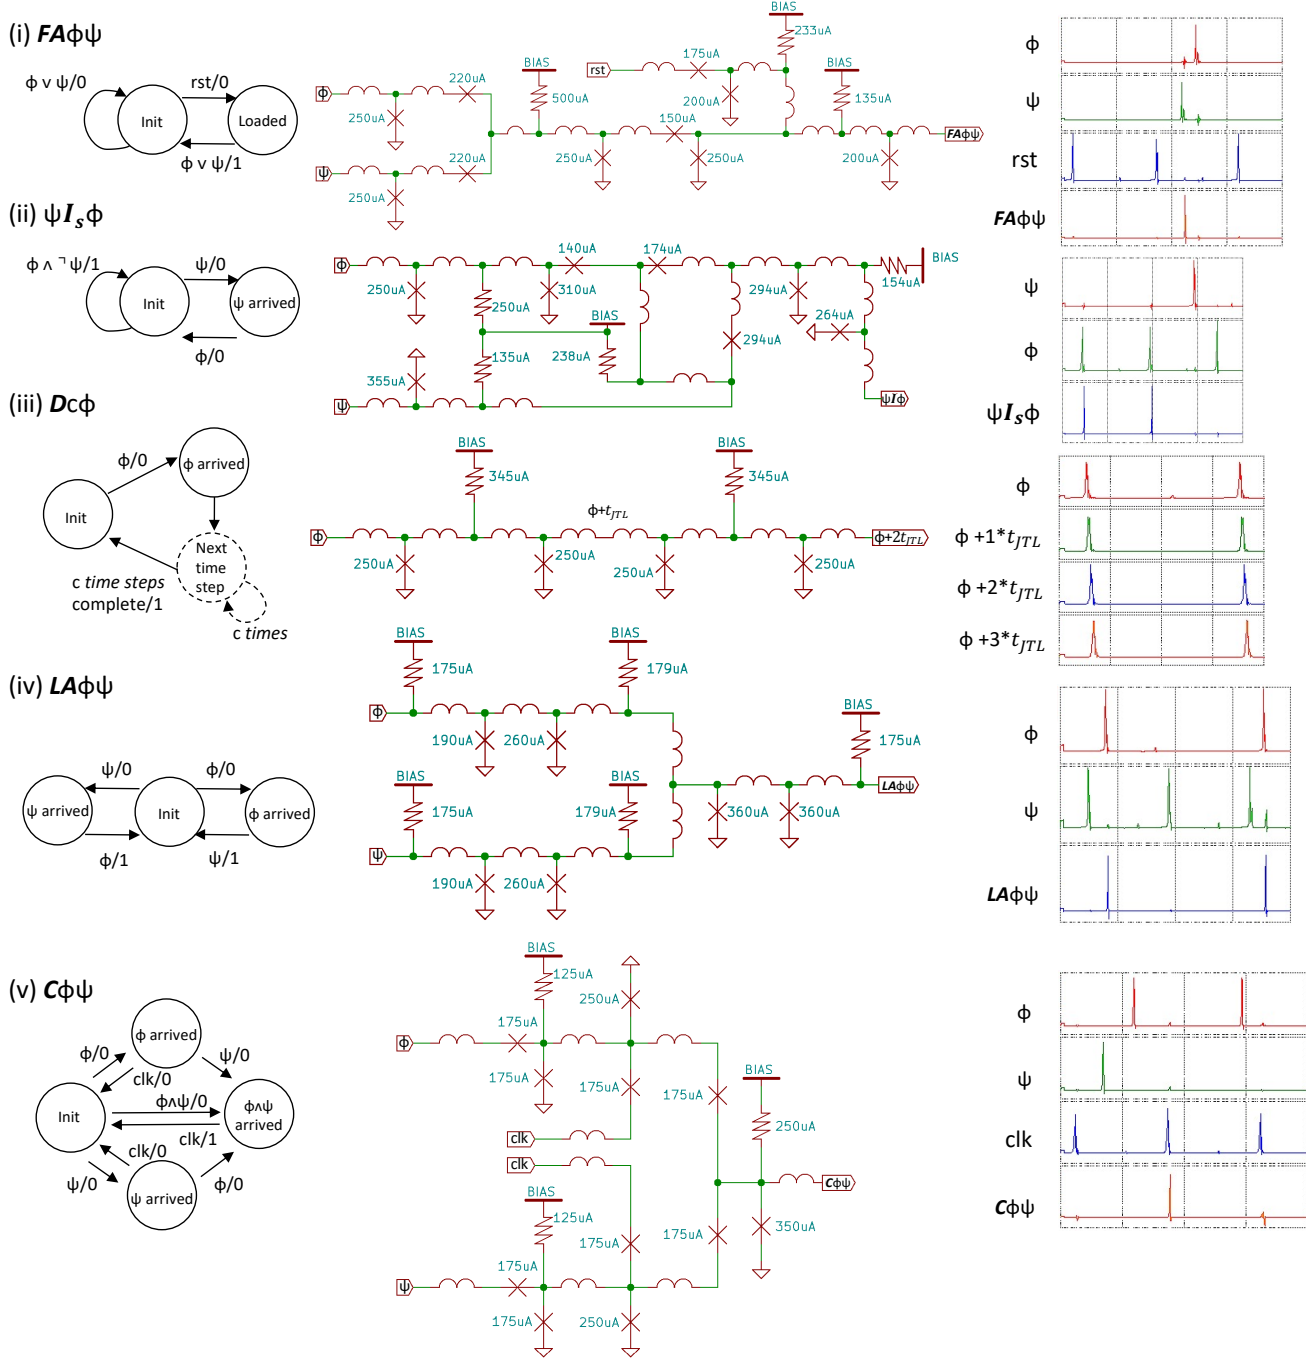 (i) FAϕψ
ϕ v ψ/0
rst/0
Init
Loaded
ϕ v ψ/1
ϕ
220uA
250uA
BIAS
500uA
ψ
220uA
250uA
rst
175uA
BIAS
233uA
200uA
150uA
BIAS
135uA
250uA
250uA
200uA
FAϕψ
ϕ
ψ
rst
FAϕψ
(ii) ψI_sϕ
ϕ ∧ ¬ψ/1
ψ/0
Init
ψ arrived
ϕ/0
ϕ
140uA
174uA
BIAS
250uA
250uA
310uA
BIAS
294uA
154uA
264uA
135uA
238uA
294uA
355uA
ψ
ψIϕ
ψ
ϕ
ψI_sϕ
(iii) Dcϕ
ϕ/0
ϕ arrived
Init
Next
time
step
c time steps
complete/1
c times
BIAS
345uA
BIAS
345uA
ϕ+t_JTL
ϕ
ϕ+2t_JTL
250uA
250uA
250uA
250uA
ϕ
ϕ +1*t_JTL
ϕ +2*t_JTL
ϕ +3*t_JTL
(iv) LAϕψ
ψ/0
ϕ/0
ψ arrived
Init
ϕ arrived
ϕ/1
ψ/1
BIAS
175uA
BIAS
179uA
ϕ
190uA
260uA
BIAS
175uA
BIAS
175uA
BIAS
179uA
LAϕψ
360uA
360uA
ψ
190uA
260uA
ϕ
ψ
LAϕψ
(v) Cϕψ
ϕ arrived
ϕ/0
ψ/0
clk/0
Init
ϕ∧ψ/0
ϕ∧ψ
arrived
clk/1
clk/0
ψ/0
ϕ/0
ψ arrived
BIAS
125uA
250uA
175uA
ϕ
175uA
175uA
175uA
BIAS
clk
250uA
clk
Cϕψ
BIAS
125uA
175uA
175uA
350uA
175uA
ψ
175uA
250uA
ϕ
ψ
clk
Cϕψ